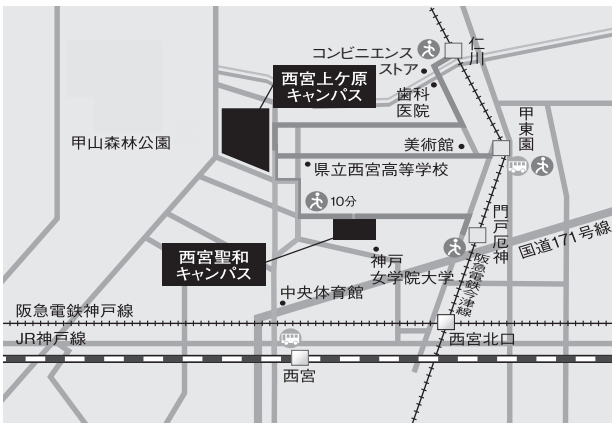 コンビニエンス
ストア
仁川
西宮上ケ原
キャンパス
歯科
医院
甲東園
甲山森林公園
美術館
県立西宮高等学校
10分
門戸厄神
国道171号線
西宮聖和
キャンパス
神戸
女学院大学
阪急電鉄今津線
中央体育館
阪急電鉄神戸線
JR神戸線
西宮北口
西宮